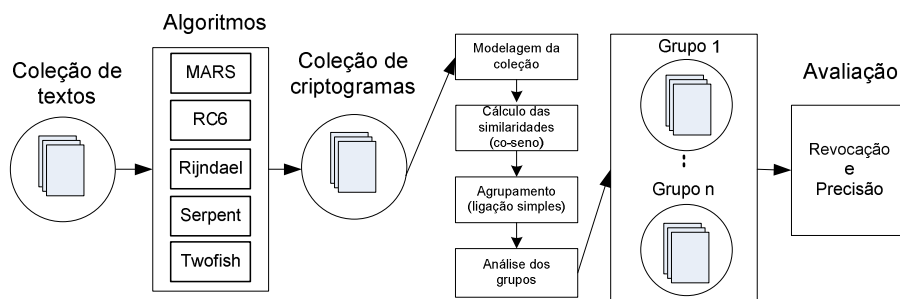 Coleção de
textos
Algoritmos
MARS
RC6
Rijndael
Serpent
Twofish
Coleção de
criptogramas
Modelagem da
coleção
Cálculo das
similaridades
(co-seno)
Agrupamento
(ligação simples)
Análise dos
grupos
Grupo 1
Grupo n
Avaliação
Revocação
e
Precisão